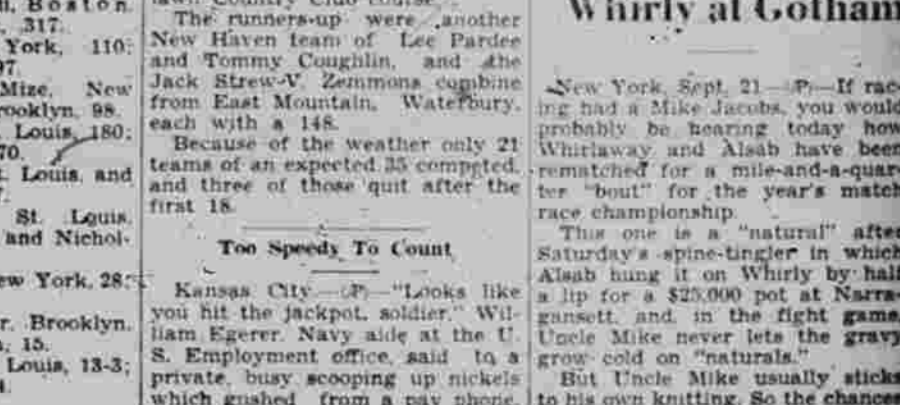 Boston,
317.
York, 110;
97.
Mize, New
rooklyn, 98.
Louis, 180;
70.
Louis, and
St. Louis,
and Nichol-
ew York, 28;
r, Brooklyn,
15.
Louis, 13-3;
lawn Country Club course.
The runners-up were another
New Haven team of Lee Pardee
and Tommy Coughlin, and the
Jack Strew-V. Zemmons combine
from East Mountain, Waterbury,
each with a 148.
Because of the weather only 21
teams of an expected 35 competed,
and three of those quit after the
first 18.
Too Speedy To Count
Kansas City—(P)—"Looks like
you hit the jackpot, soldier," Wil-
liam Egerer, Navy aide at the U.
S. Employment office, said to a
private, busy scooping up nickels
which gushed from a pay phone.
Whirly at Gotham
New York, Sept. 21—(P)—If rac-
ing had a Mike Jacobs, you would
probably be hearing today how
Whirlaway and Alsab have been
rematched for a mile-and-a-quar-
ter "bout" for the year's match
race championship.
This one is a "natural" after
Saturday's spine-tingler in which
Alsab hung it on Whirly by half
a lip for a $25,000 pot at Narra-
gansett, and, in the fight game,
Uncle Mike never lets the gravy
grow cold on "naturals."
But Uncle Mike usually sticks
to his own knitting. So the chances